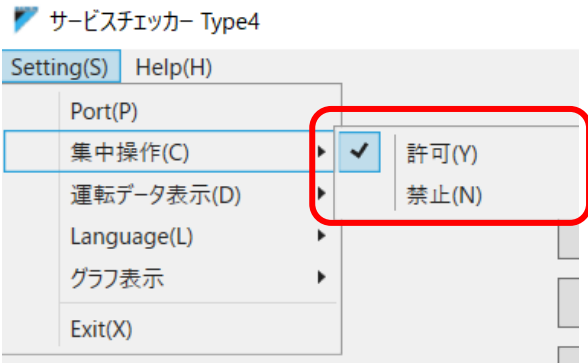 サービスチェッカー Type4
Setting(S) Help(H)
Port(P)
集中操作(C)
許可(Y)
禁止(N)
運転データ表示(D)
Language(L)
グラフ表示
Exit(X)